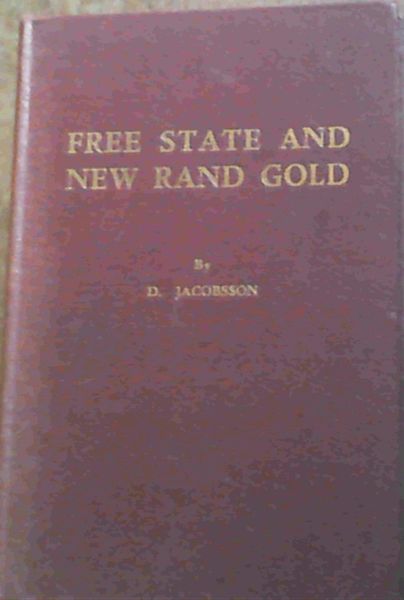 FREE STATE AND
NEW RAND GOLD
By
D. JACOBSSON